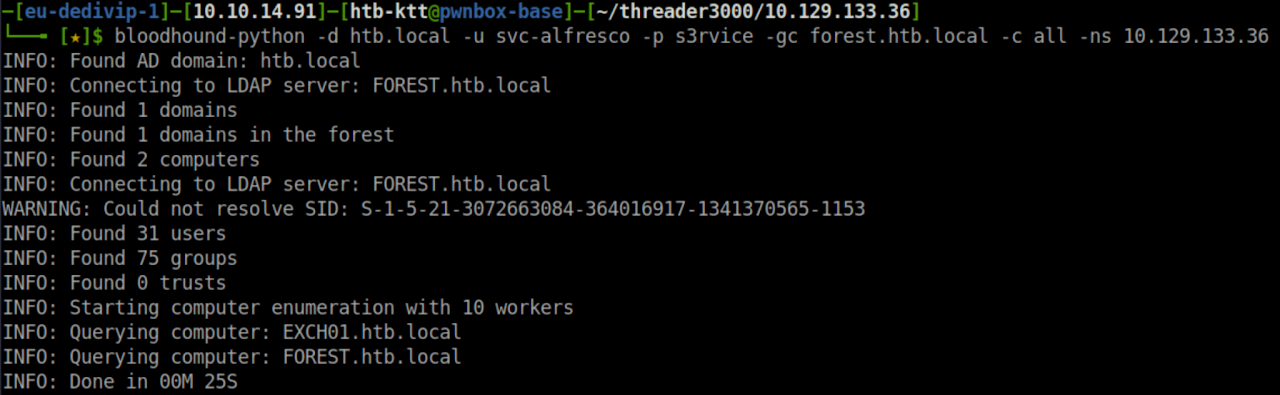 ─[eu-dedivip-1]─[10.10.14.91]─[htb-ktt@pwnbox-base]─[~/threader3000/10.129.133.36]
└──╼ [★]$ bloodhound-python -d htb.local -u svc-alfresco -p s3rvice -gc forest.htb.local -c all -ns 10.129.133.36
INFO: Found AD domain: htb.local
INFO: Connecting to LDAP server: FOREST.htb.local
INFO: Found 1 domains
INFO: Found 1 domains in the forest
INFO: Found 2 computers
INFO: Connecting to LDAP server: FOREST.htb.local
WARNING: Could not resolve SID: S-1-5-21-3072663084-364016917-1341370565-1153
INFO: Found 31 users
INFO: Found 75 groups
INFO: Found 0 trusts
INFO: Starting computer enumeration with 10 workers
INFO: Querying computer: EXCH01.htb.local
INFO: Querying computer: FOREST.htb.local
INFO: Done in 00M 25S